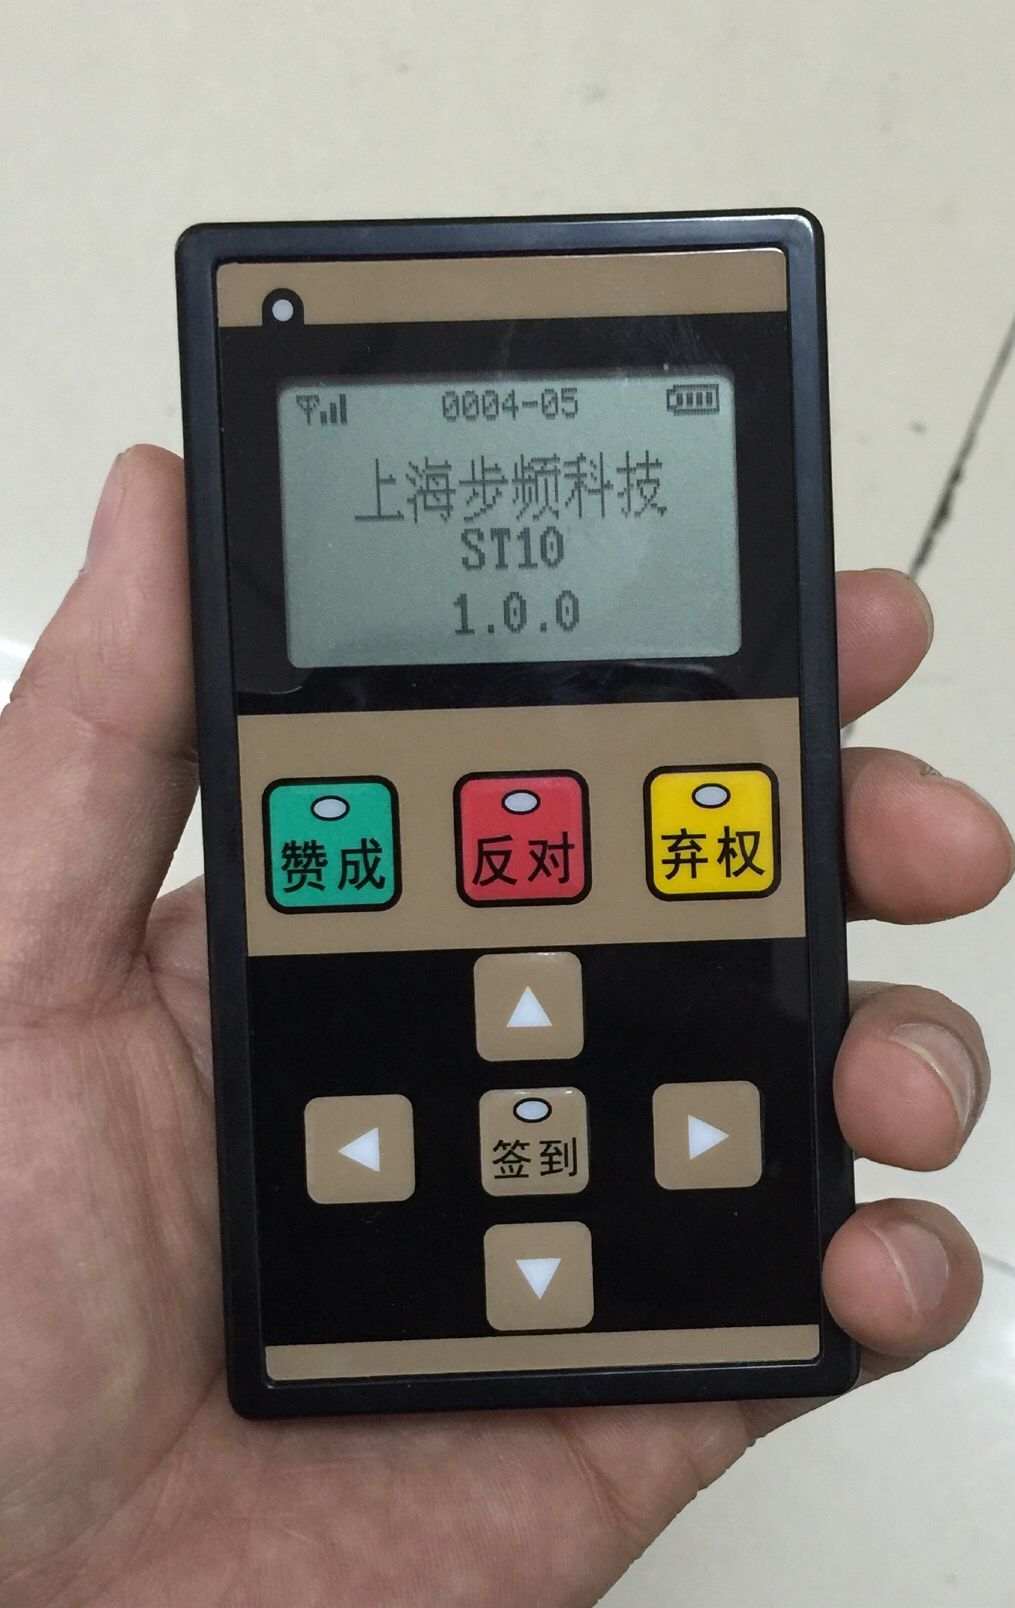 0004-05
上海步频科技
ST10
1.0.0
赞成 反对 弃权
签到